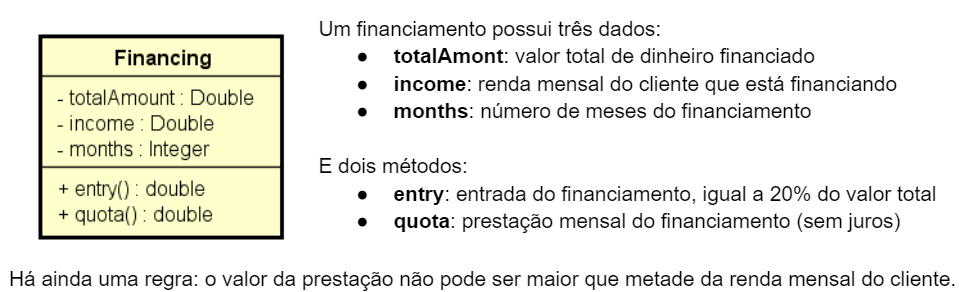 Financing
- totalAmount : Double
- income : Double
- months : Integer
+ entry() : double
+ quota() : double
Um financiamento possui três dados:
● totalAmont: valor total de dinheiro financiado
● income: renda mensal do cliente que está financiando
● months: número de meses do financiamento
E dois métodos:
● entry: entrada do financiamento, igual a 20% do valor total
● quota: prestação mensal do financiamento (sem juros)
Há ainda uma regra: o valor da prestação não pode ser maior que metade da renda mensal do cliente.